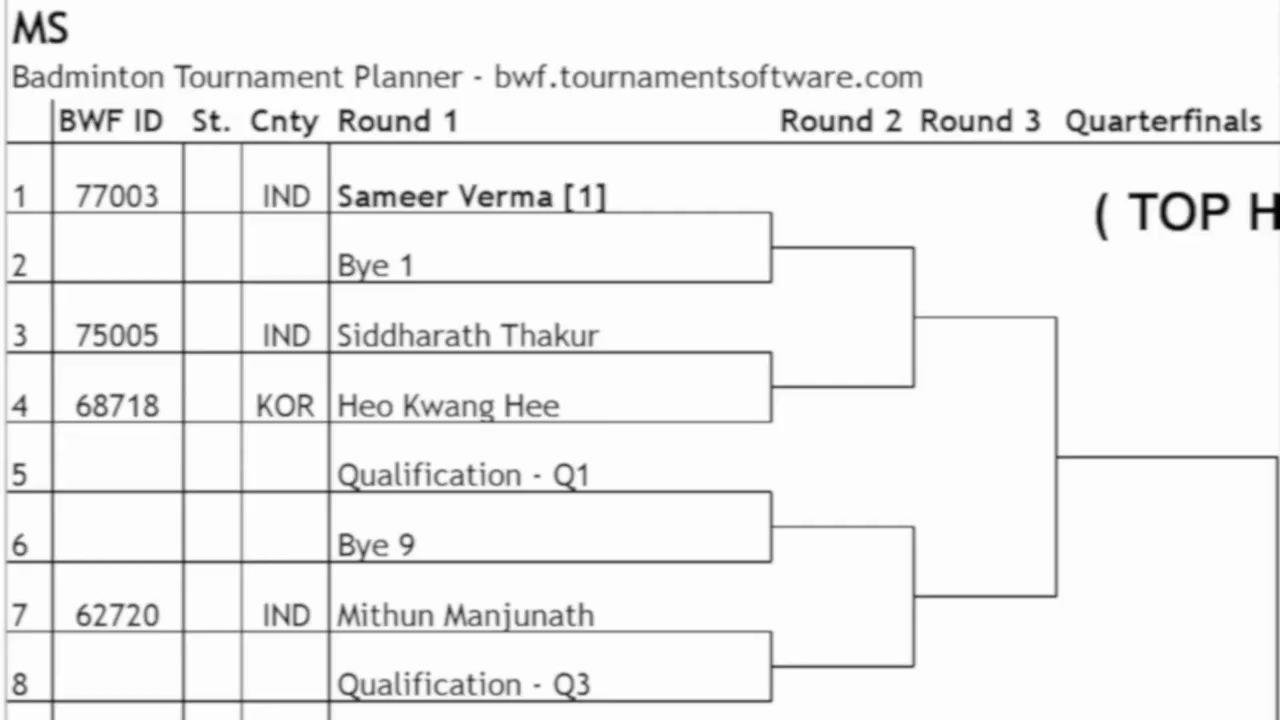 MS
Badminton Tournament Planner - bwf.tournamentsoftware.com
BWF ID St. Cnty Round 1 Round 2 Round 3 Quarterfinals
1 77003 IND Sameer Verma [1]
( TOP H
2 Bye 1
3 75005 IND Siddharath Thakur
4 68718 KOR Heo Kwang Hee
5 Qualification - Q1
6 Bye 9
7 62720 IND Mithun Manjunath
8 Qualification - Q3